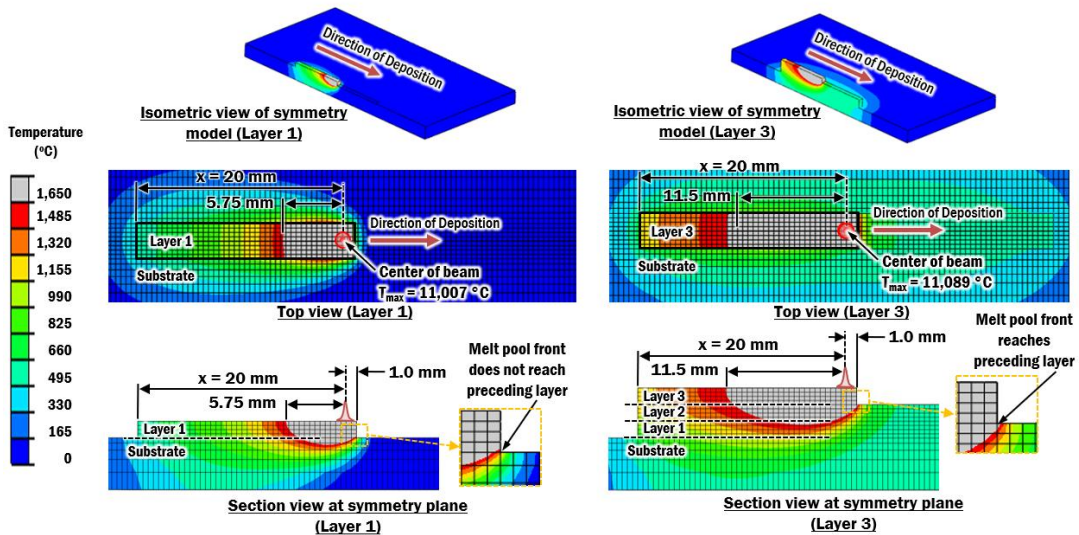 Direction of Deposition
Isometric view of symmetry
model (Layer 1)
Direction of Deposition
Isometric view of symmetry
model (Layer 3)
Temperature
(ºC)
1,650
1,485
1,320
1,155
990
825
660
495
330
165
0
x = 20 mm
5.75 mm
Layer 1
Substrate
Direction of Deposition
Center of beam
Tmax = 11,007 °C
Top view (Layer 1)
x = 20 mm
11.5 mm
Layer 3
Substrate
Direction of Deposition
Center of beam
Tmax = 11,089 °C
Top view (Layer 3)
x = 20 mm
5.75 mm
1.0 mm
Layer 1
Substrate
Melt pool front
does not reach
preceding layer
Section view at symmetry plane
(Layer 1)
x = 20 mm
11.5 mm
1.0 mm
Layer 3
Layer 2
Layer 1
Substrate
Melt pool front
reaches
preceding layer
Section view at symmetry plane
(Layer 3)